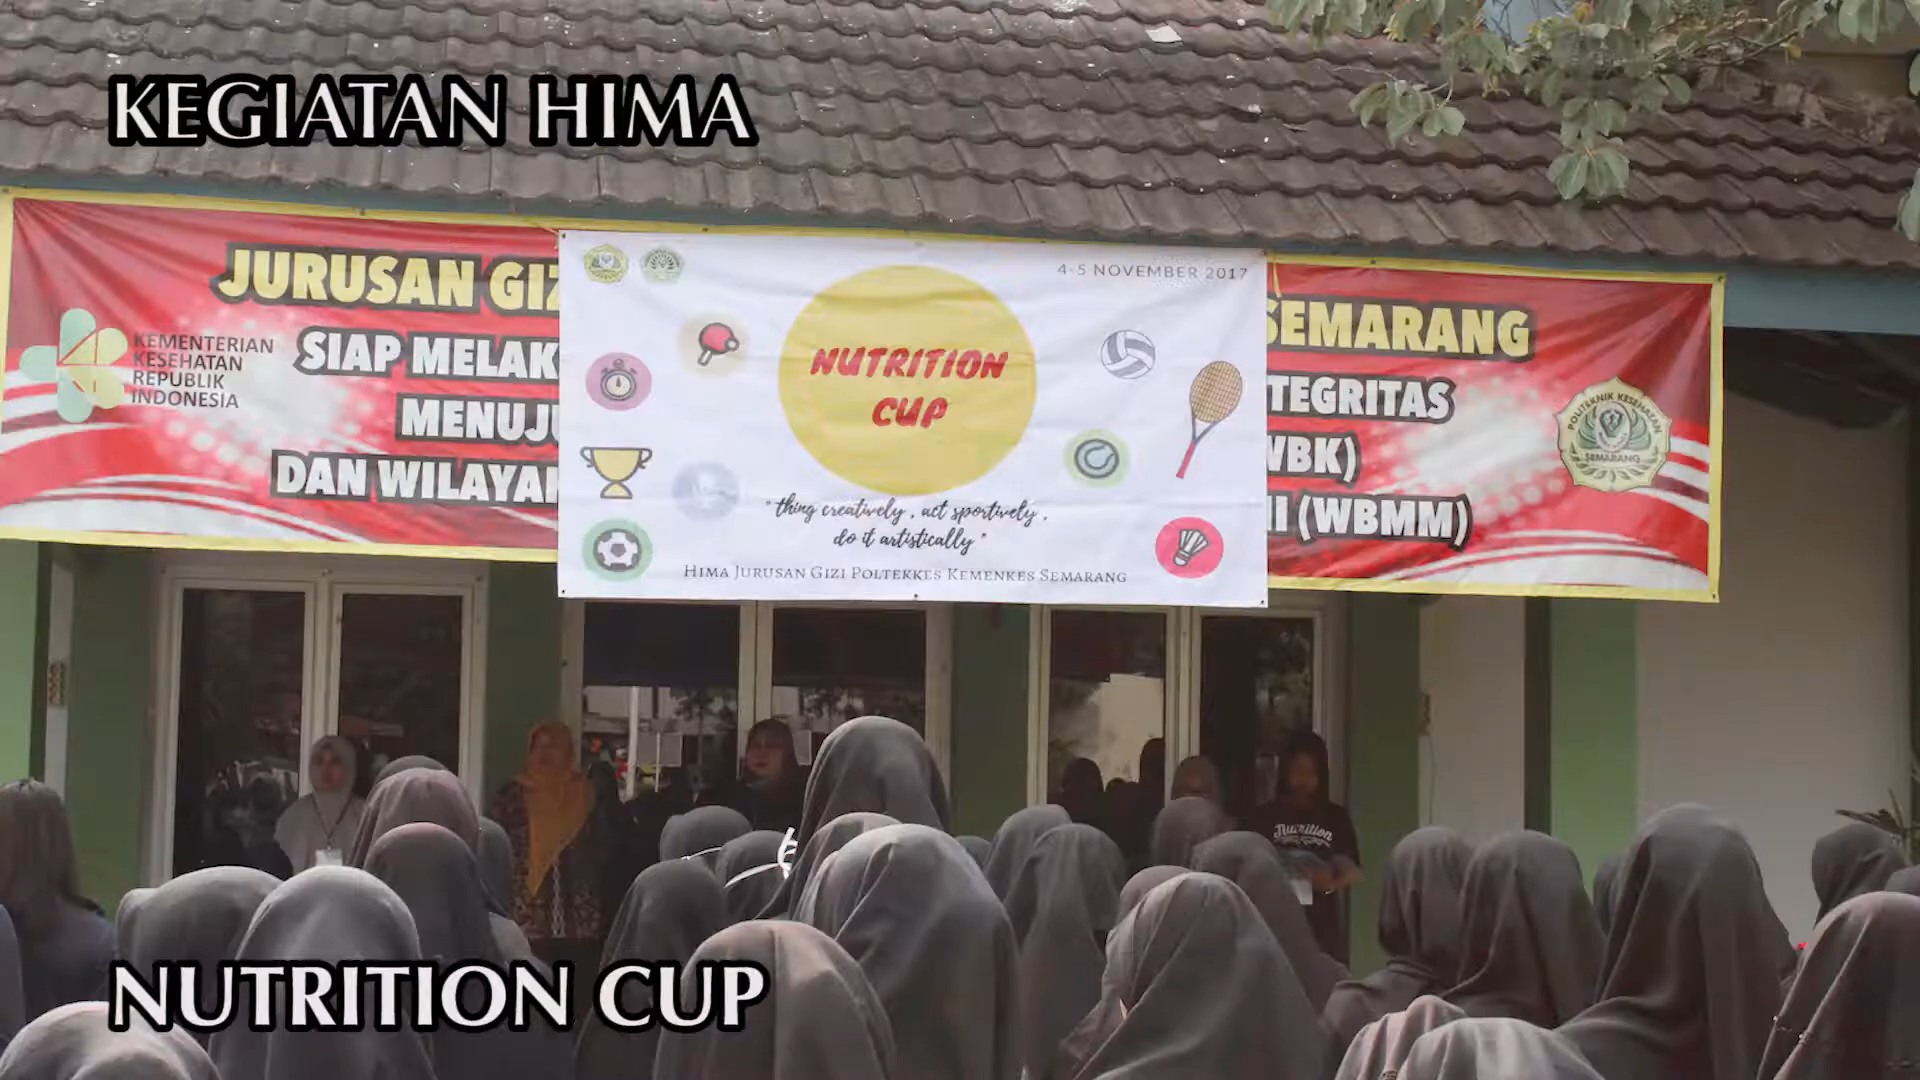 KEGIATAN HIMA
JURUSAN GIZ
SIAP MELAK
MENUJU
DAN WILAYAH
KEMENTERIAN
KESEHATAN
REPUBLIK
INDONESIA
4-5 NOVEMBER 2017
NUTRITION
CUP
" thing creatively , act sportively ,
do it artistically "
HIMA JURUSAN GIZI POLTEKKES KEMENKES SEMARANG
SEMARANG
TEGRITAS
WBK)
I (WBMM)
POLITEKNIK KESEHATAN
SEMARANG
Nutrition
NUTRITION CUP